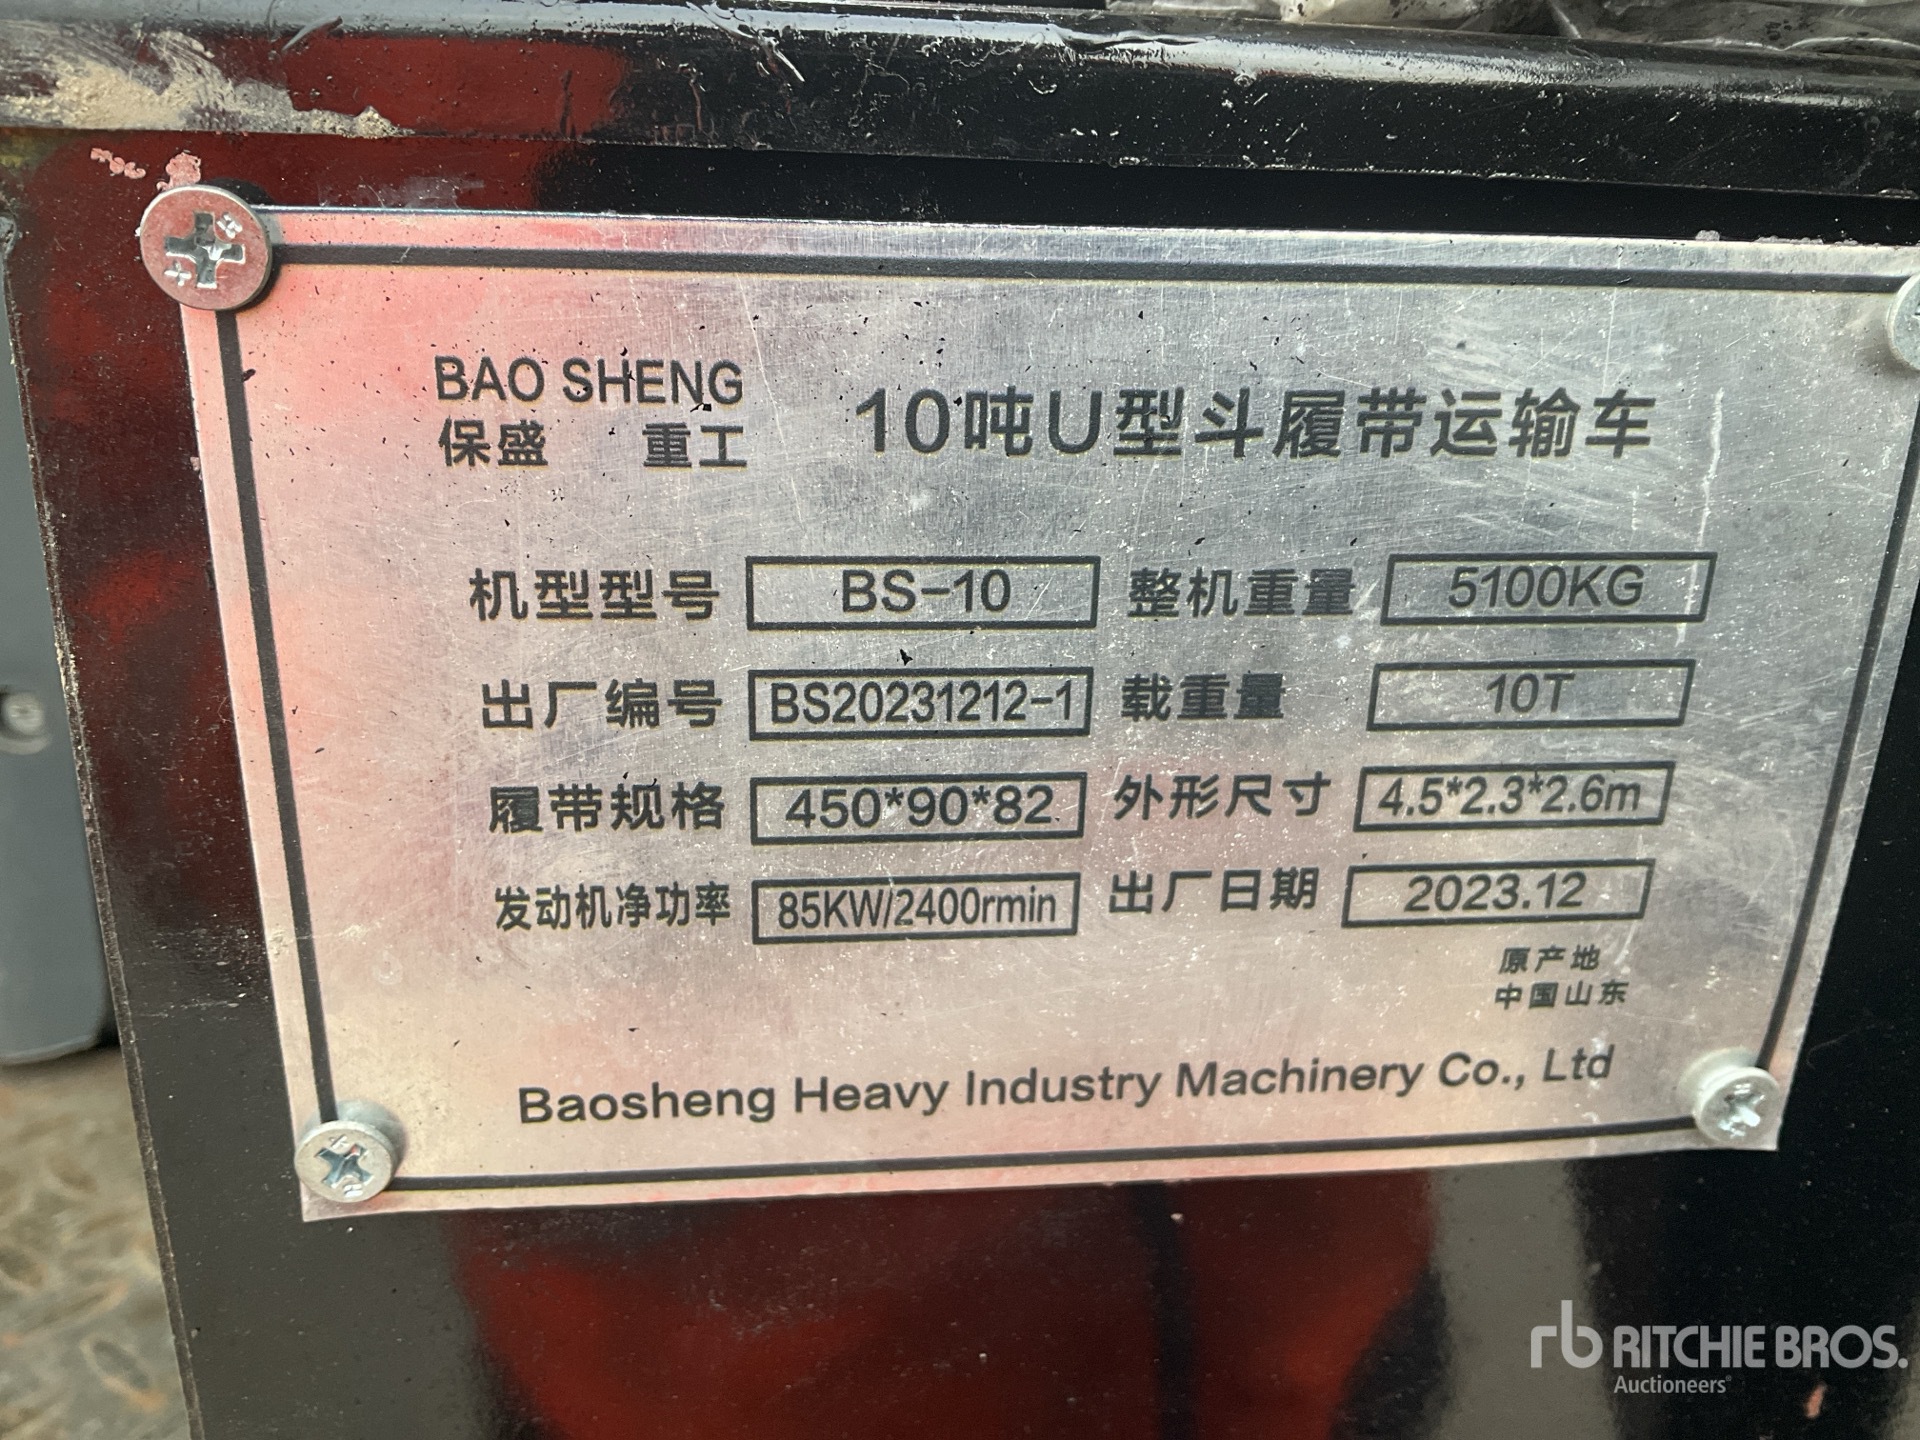 BAO SHENG
保盛 重工
10吨U型斗履带运输车
机型型号 BS-10 整机重量 5100KG
出厂编号 BS20231212-1 载重量 10T
履带规格 450*90*82 外形尺寸 4.5*2.3*2.6m
发动机净功率 85KW/2400rmin 出厂日期 2023.12
原产地
中国山东
Baosheng Heavy Industry Machinery Co., Ltd
rb RITCHIE BROS.
Auctioneers